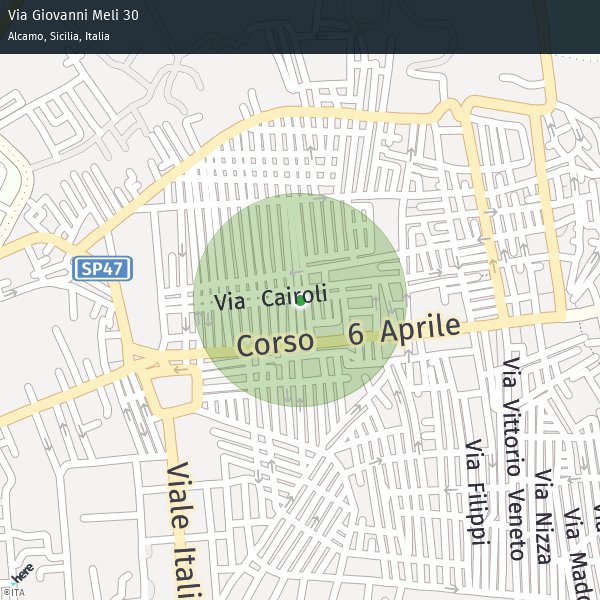 Via Giovanni Meli 30
Alcamo, Sicilia, Italia
SP47
Via Cairoli
Corso 6 Aprile
Via Vittorio Veneto
Via Filippi
Via Nizza
Via Mado
Viale Itali
here
©ITA